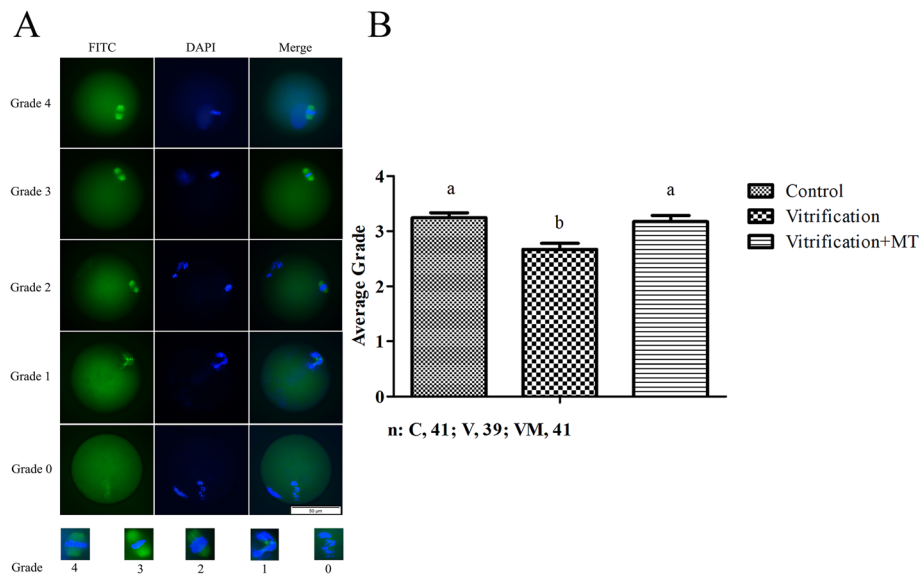 A
B
FITC DAPI Merge
Grade 4
Grade 3
Grade 2
Grade 1
Grade 0
50 μm
Grade 4 3 2 1 0
Average Grade
4
3
2
1
0
a b a
Control
Vitrification
Vitrification+MT
n: C, 41; V, 39; VM, 41